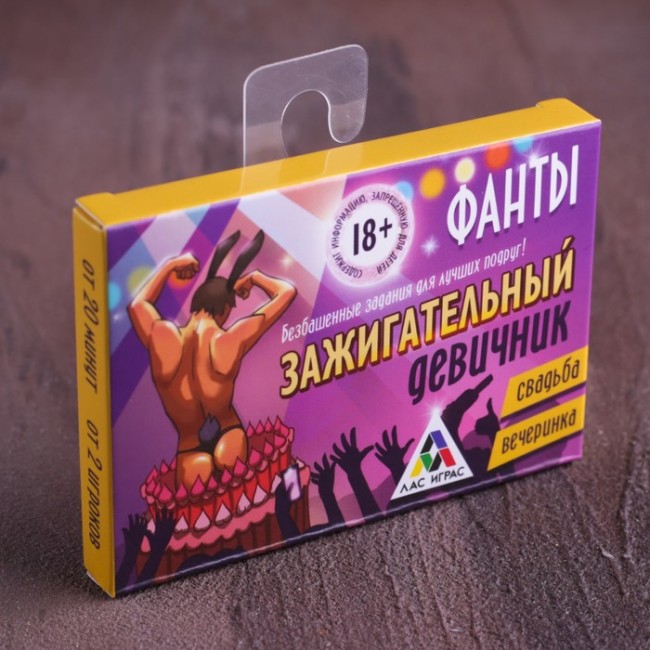 ФАНТЫ
18+
СОДЕРЖИТ ИНФОРМАЦИЮ, ЗАПРЕЩЕННУЮ ДЛЯ ДЕТЕЙ
Безбашенные задания для лучших подруг!
ЗАЖИГАТЕЛЬНЫЙ
девичник
свадьба
вечеринка
ЛАС ИГРАС
ОТ 20 МИНУТ
ОТ 2 ИГРОКОВ